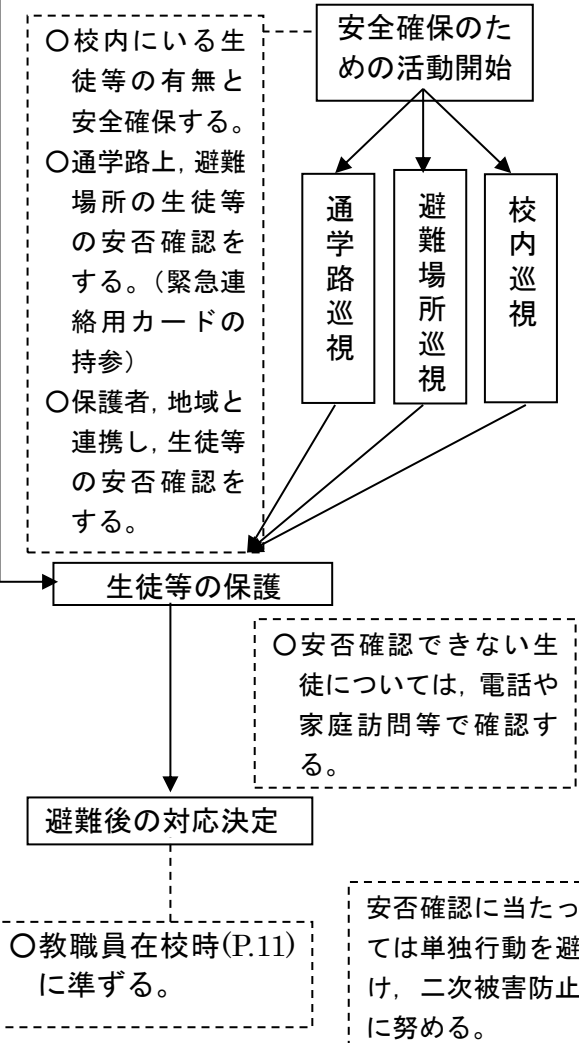 安全確保のた
めの活動開始
〇校内にいる生
徒等の有無と
安全確保する。
〇通学路上，避難
場所の生徒等
の安否確認を
する。（緊急連
絡用カードの
持参）
〇保護者，地域と
連携し，生徒等
の安否確認を
する。
通学路巡視
避難場所巡視
校内巡視
生徒等の保護
〇安否確認できない生
徒については，電話や
家庭訪問等で確認す
る。
避難後の対応決定
〇教職員在校時(P.11)
に準ずる。
安否確認に当たっ
ては単独行動を避
け，二次被害防止
に努める。